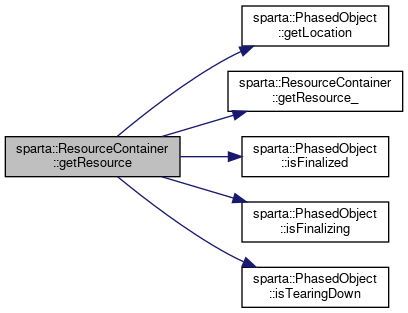 sparta::ResourceContainer
::getResource
sparta::PhasedObject
::getLocation
sparta::ResourceContainer
::getResource_
sparta::PhasedObject
::isFinalized
sparta::PhasedObject
::isFinalizing
sparta::PhasedObject
::isTearingDown